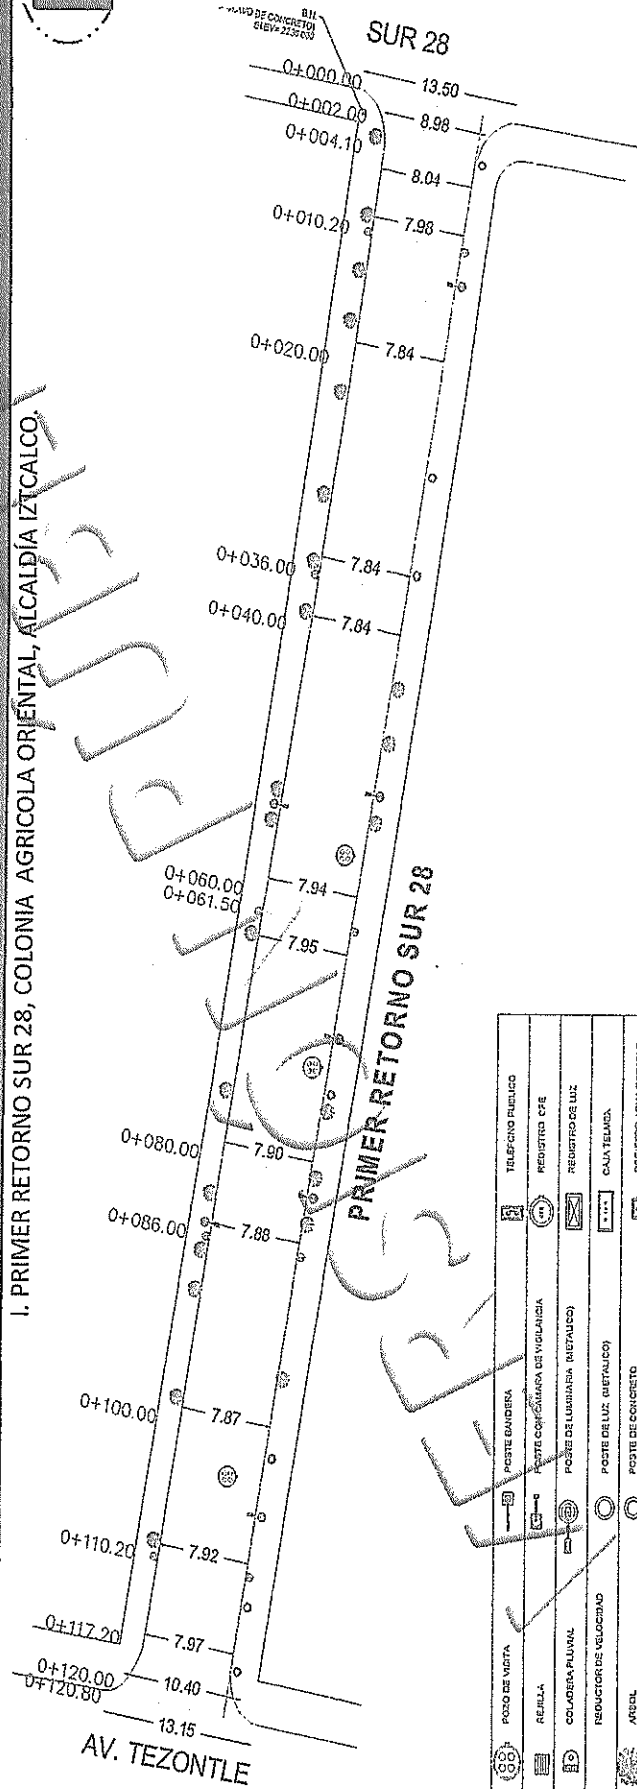 B.M.
ELEV=2235.000
SUR 28
0+000.00
13.50
0+002.00
8.98
0+004.10
8.04
0+010.20
7.98
0+020.00
7.84
0+036.00
7.84
0+040.00
7.84
0+060.00
7.94
0+061.50
7.95
0+080.00
7.90
0+086.00
7.88
0+100.00
7.87
0+110.20
7.92
0+117.20
7.97
0+120.00
10.40
0+120.80
13.15
AV. TEZONTLE
PRIMER RETORNO SUR 28
I. PRIMER RETORNO SUR 28, COLONIA AGRICOLA ORIENTAL, ALCALDÍA IZTCALCO.
VERSIÓN PÚBLICA
POZO DE VISITA
POSTE BANDERA
TELEFONO PUBLICO
REJILLA
POSTE CON CAMARA DE VIGILANCIA
REGISTRO CFE
COLADERA PLUVIAL
POSTE DE LUMINARIA (METALICO)
REGISTRO DE LUZ
REDUCTOR DE VELOCIDAD
POSTE DE LUZ (METALICO)
CAJA TELMEX
ARBOL
POSTE DE CONCRETO